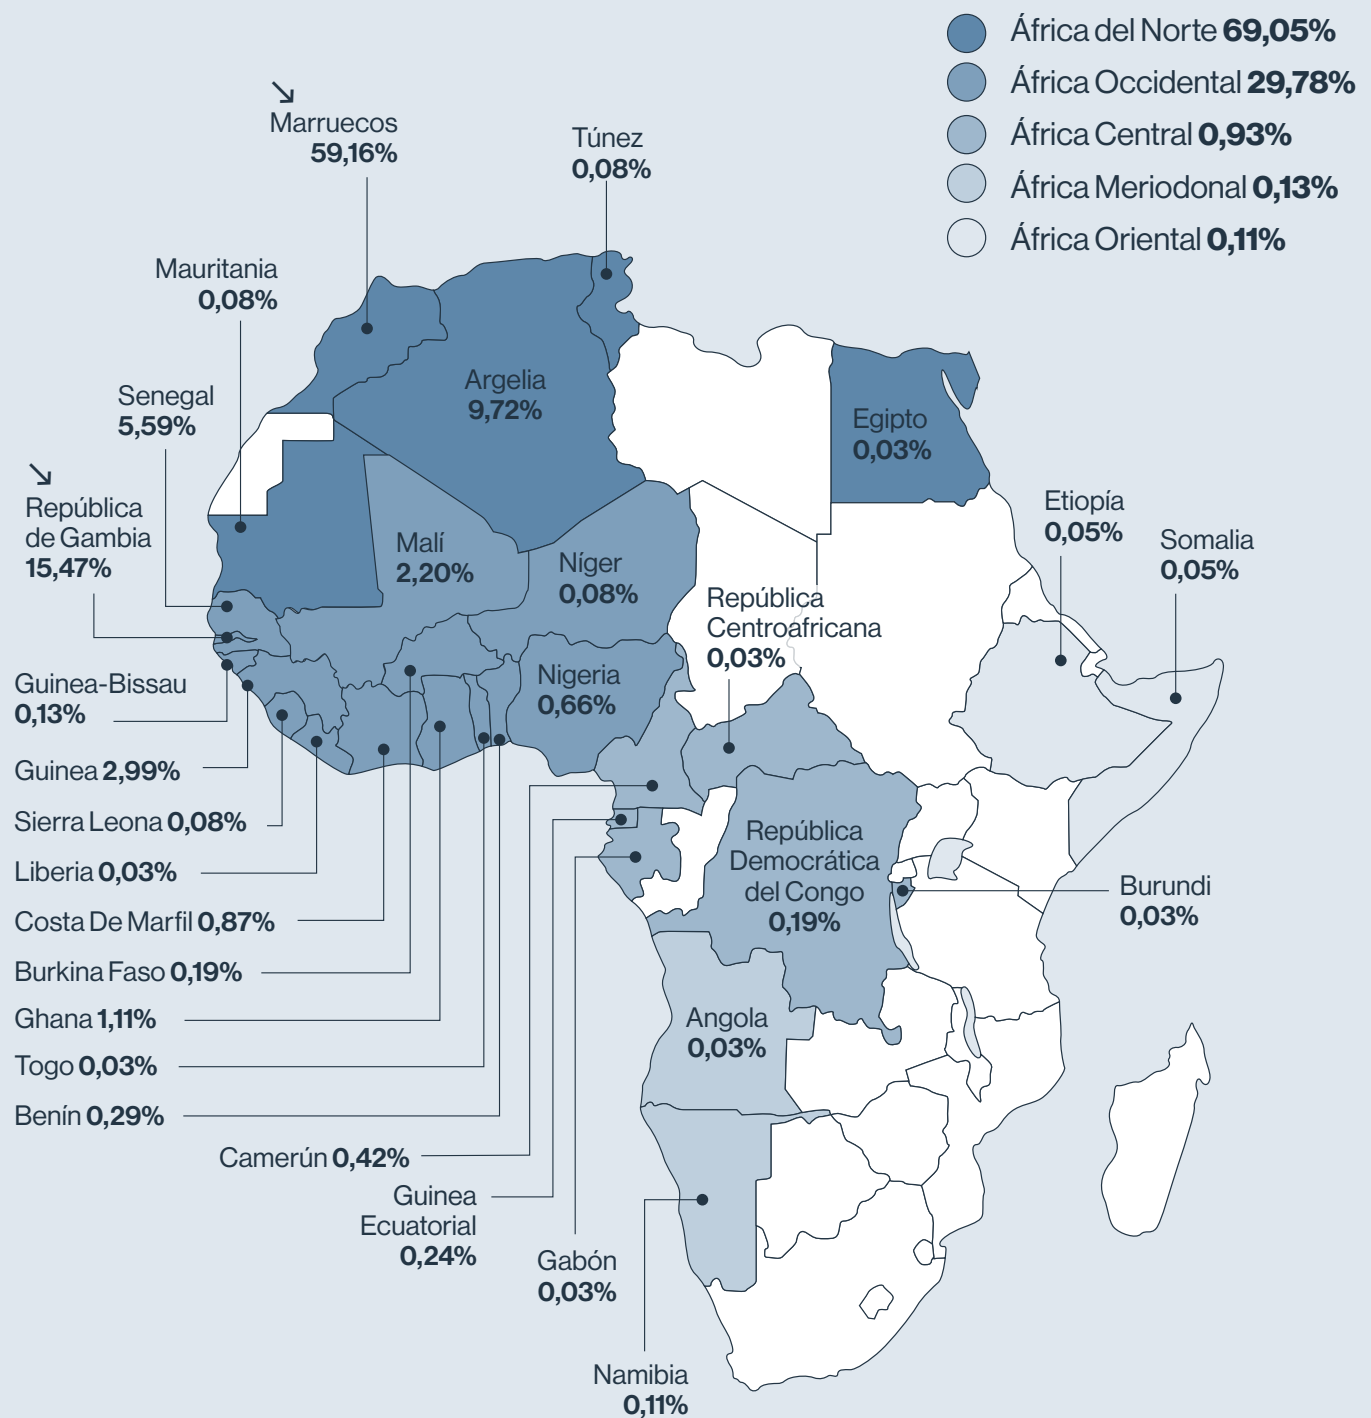 África del Norte 69,05%
África Occidental 29,78%
África Central 0,93%
África Meriodonal 0,13%
África Oriental 0,11%
Marruecos
59,16%
Túnez
0,08%
Mauritania
0,08%
Argelia
9,72%
Senegal
5,59%
Egipto
0,03%
República
de Gambia
15,47%
Malí
2,20%
Níger
0,08%
Etiopía
0,05%
Somalia
0,05%
República
Centroafricana
0,03%
Guinea-Bissau
0,13%
Nigeria
0,66%
Guinea 2,99%
Sierra Leona 0,08%
Liberia 0,03%
Costa De Marfil 0,87%
Burkina Faso 0,19%
Ghana 1,11%
Togo 0,03%
Benín 0,29%
República
Democrática
del Congo
0,19%
Burundi
0,03%
Angola
0,03%
Camerún 0,42%
Guinea
Ecuatorial
0,24%
Gabón
0,03%
Namibia
0,11%